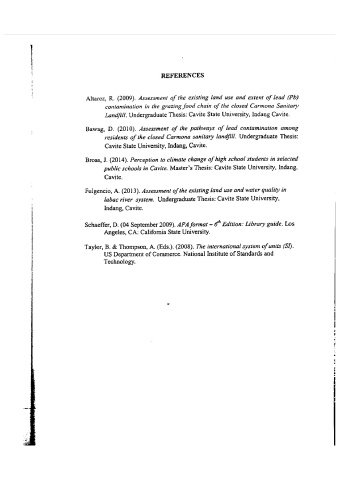 REFERENCES
Altaroz, R. (2009). Assessment of the existing land use and extent of lead (Pb)
contamination in the grazing food chain of the closed Carmona Sanitary
Landfill. Undergraduate Thesis: Cavite State University, Indang Cavite.
Bawag, D. (2010). Assessment of the pathways of lead contamination among
residents of the closed Carmona sanitary landfill. Undergraduate Thesis:
Cavite State University, Indang, Cavite.
Broas, J. (2014). Perception to climate change of high school students in selected
public schools in Cavite. Master's Thesis: Cavite State University, Indang,
Cavite.
Fulgencio, A. (2013). Assessment of the existing land use and water quality in
labac river system. Undergraduate Thesis: Cavite State University,
Indang, Cavite.
Schaeffer, D. (04 September 2009). APA format – 6th Edition: Library guide. Los
Angeles, CA: California State University.
Taylor, B. & Thompson, A. (Eds.). (2008). The international system of units (SI).
US Department of Commerce. National Institute of Standards and
Technology.